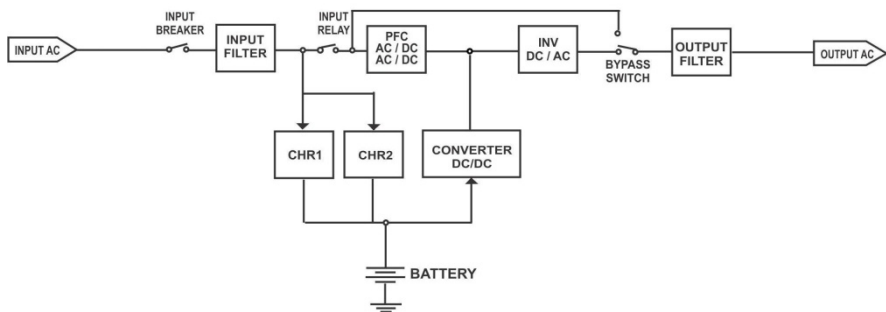 INPUT AC
INPUT
BREAKER
INPUT
FILTER
INPUT
RELAY
PFC
AC / DC
AC / DC
INV
DC / AC
BYPASS
SWITCH
OUTPUT
FILTER
OUTPUT AC
CHR1
CHR2
CONVERTER
DC/DC
BATTERY